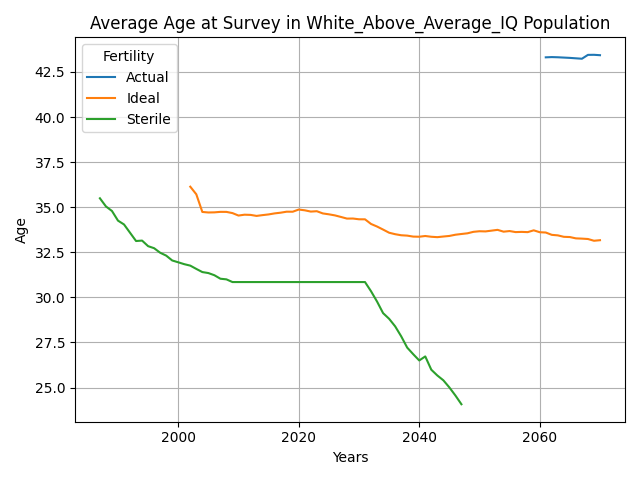 Average Age at Survey in White_Above_Average_IQ Population
Fertility
Actual
Ideal
Sterile
Age
42.5
40.0
37.5
35.0
32.5
30.0
27.5
25.0
2000
2020
2040
2060
Years